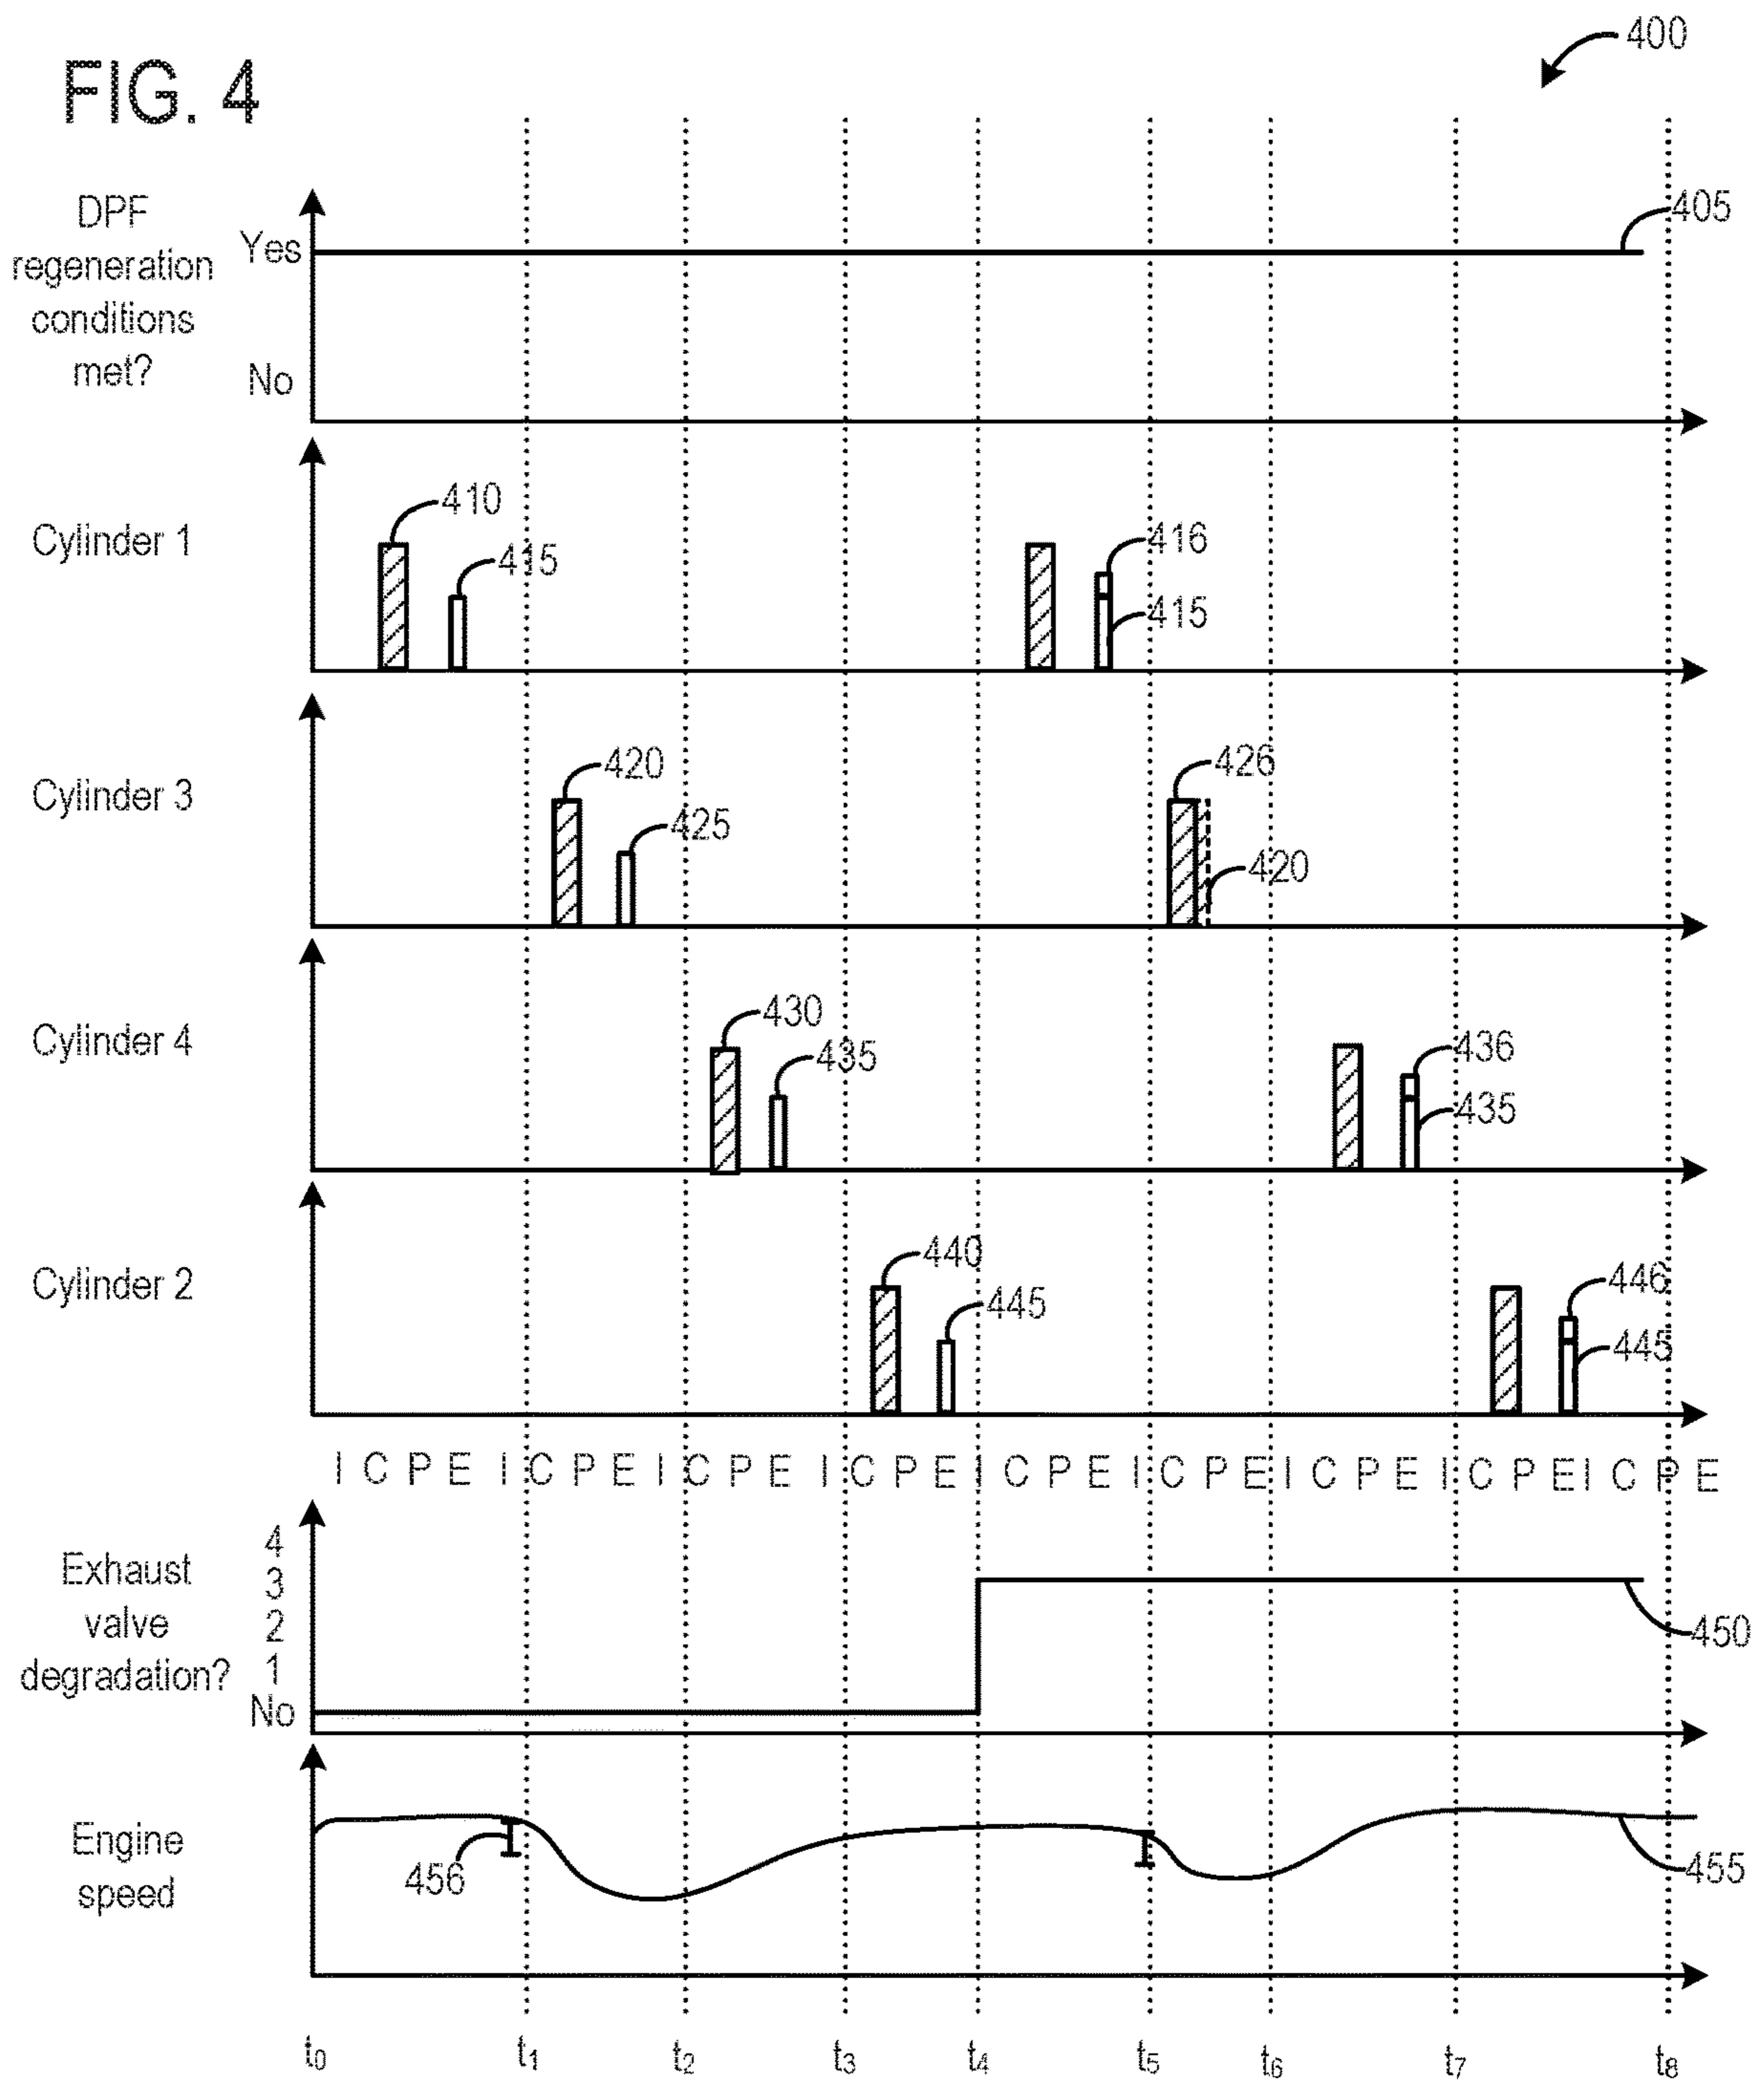 FIG. 4
400
DPF
regeneration
conditions
met?
Yes
No
405
Cylinder 1
410
415
416
415
Cylinder 3
420
425
426
420
Cylinder 4
430
435
436
435
Cylinder 2
440
445
446
445
I C P E I C P E I C P E I C P E I C P E I C P E I C P E I C P E I C P E
Exhaust
valve
degradation?
4
3
2
1
No
450
Engine
speed
456
455
t0 t1 t2 t3 t4 t5 t6 t7 t8